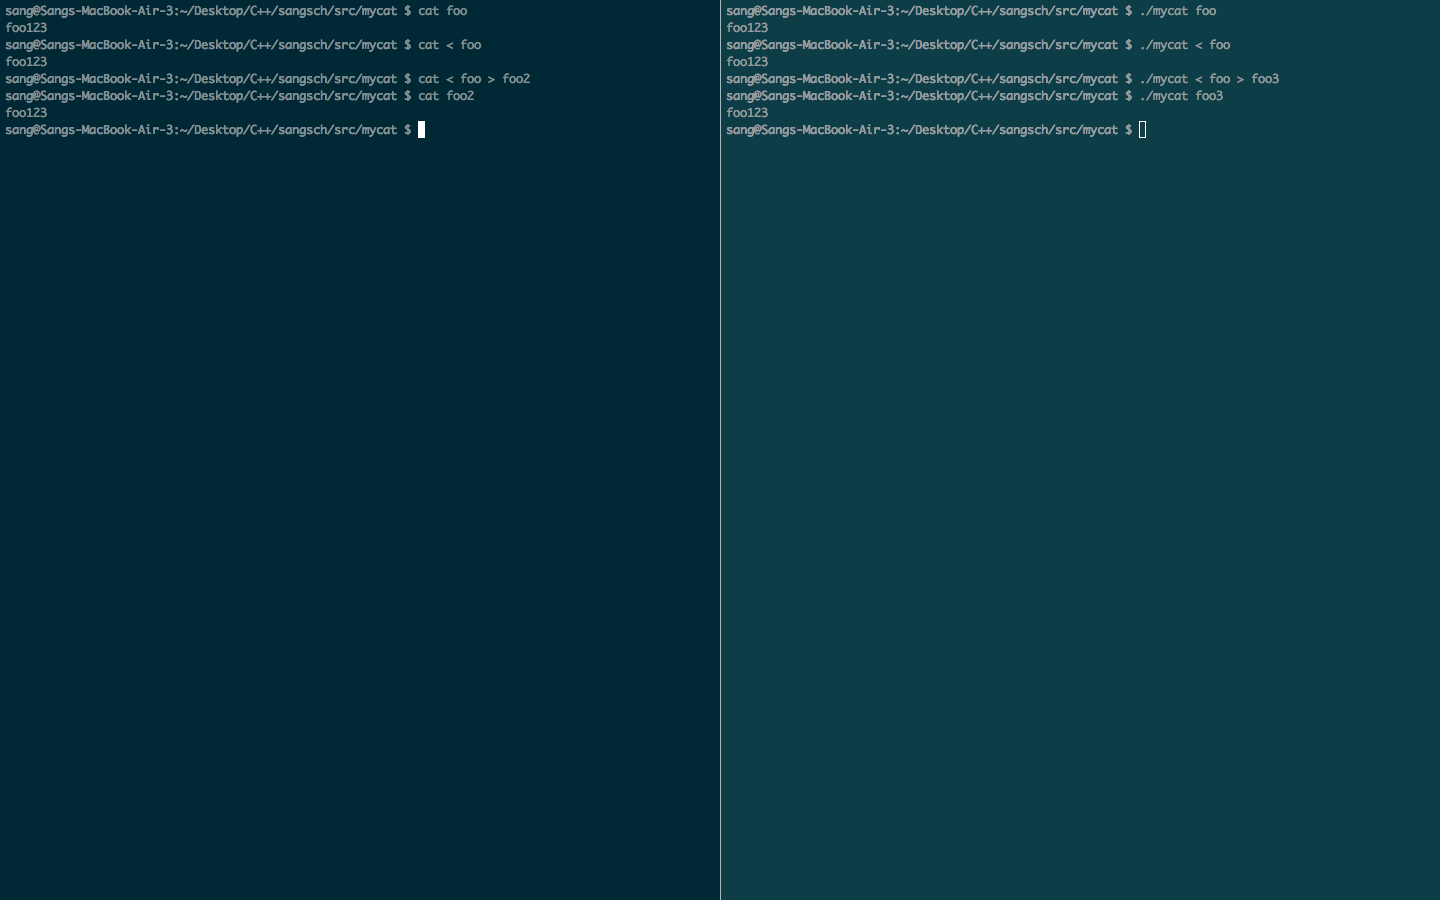 sang@Sangs-MacBook-Air-3:~/Desktop/C++/sangsch/src/mycat $ cat foo
foo123
sang@Sangs-MacBook-Air-3:~/Desktop/C++/sangsch/src/mycat $ cat < foo
foo123
sang@Sangs-MacBook-Air-3:~/Desktop/C++/sangsch/src/mycat $ cat < foo > foo2
sang@Sangs-MacBook-Air-3:~/Desktop/C++/sangsch/src/mycat $ cat foo2
foo123
sang@Sangs-MacBook-Air-3:~/Desktop/C++/sangsch/src/mycat $
sang@Sangs-MacBook-Air-3:~/Desktop/C++/sangsch/src/mycat $ ./mycat foo
foo123
sang@Sangs-MacBook-Air-3:~/Desktop/C++/sangsch/src/mycat $ ./mycat < foo
foo123
sang@Sangs-MacBook-Air-3:~/Desktop/C++/sangsch/src/mycat $ ./mycat < foo > foo3
sang@Sangs-MacBook-Air-3:~/Desktop/C++/sangsch/src/mycat $ ./mycat foo3
foo123
sang@Sangs-MacBook-Air-3:~/Desktop/C++/sangsch/src/mycat $